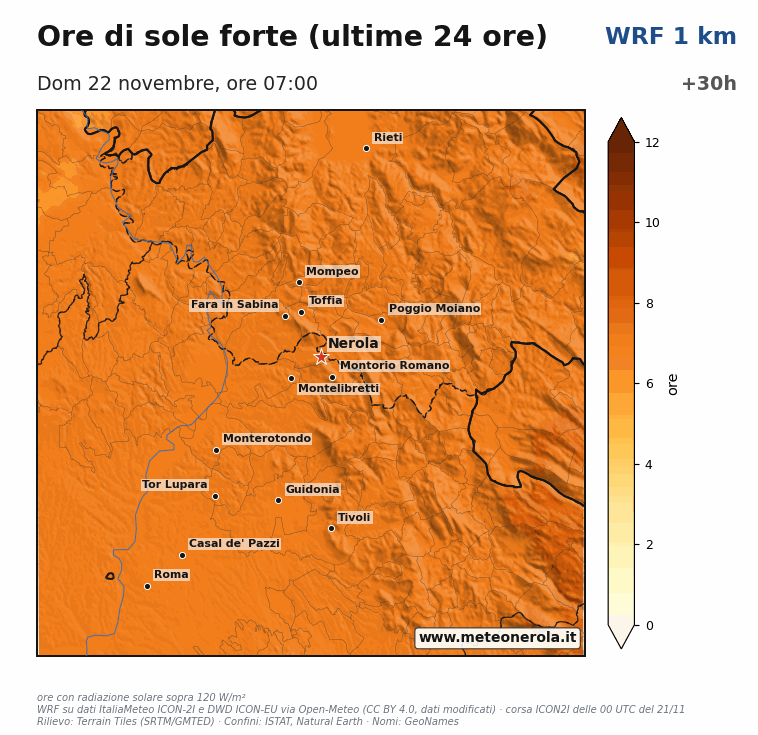 Ore di sole forte (ultime 24 ore)
WRF 1 km
Dom 22 novembre, ore 07:00
+30h
Rieti
Mompeo
Fara in Sabina
Toffia
Poggio Moiano
Nerola
Montorio Romano
Montelibretti
Monterotondo
Tor Lupara
Guidonia
Tivoli
Casal de' Pazzi
Roma
www.meteonerola.it
12
10
8
6
4
2
0
ore
ore con radiazione solare sopra 120 W/m²
WRF su dati ItaliaMeteo ICON-2I e DWD ICON-EU via Open-Meteo (CC BY 4.0, dati modificati) · corsa ICON2I delle 00 UTC del 21/11
Rilievo: Terrain Tiles (SRTM/GMTED) · Confini: ISTAT, Natural Earth · Nomi: GeoNames